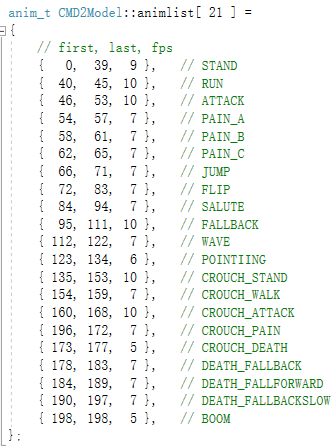 anim_t CMD2Model::animlist[ 21 ] =
{
// first, last, fps
{ 0, 39, 9 }, // STAND
{ 40, 45, 10 }, // RUN
{ 46, 53, 10 }, // ATTACK
{ 54, 57, 7 }, // PAIN_A
{ 58, 61, 7 }, // PAIN_B
{ 62, 65, 7 }, // PAIN_C
{ 66, 71, 7 }, // JUMP
{ 72, 83, 7 }, // FLIP
{ 84, 94, 7 }, // SALUTE
{ 95, 111, 10 }, // FALLBACK
{ 112, 122, 7 }, // WAVE
{ 123, 134, 6 }, // POINTIING
{ 135, 153, 10 }, // CROUCH_STAND
{ 154, 159, 7 }, // CROUCH_WALK
{ 160, 168, 10 }, // CROUCH_ATTACK
{ 196, 172, 7 }, // CROUCH_PAIN
{ 173, 177, 5 }, // CROUCH_DEATH
{ 178, 183, 7 }, // DEATH_FALLBACK
{ 184, 189, 7 }, // DEATH_FALLFORWARD
{ 190, 197, 7 }, // DEATH_FALLBACKSLOW
{ 198, 198, 5 }, // BOOM
};